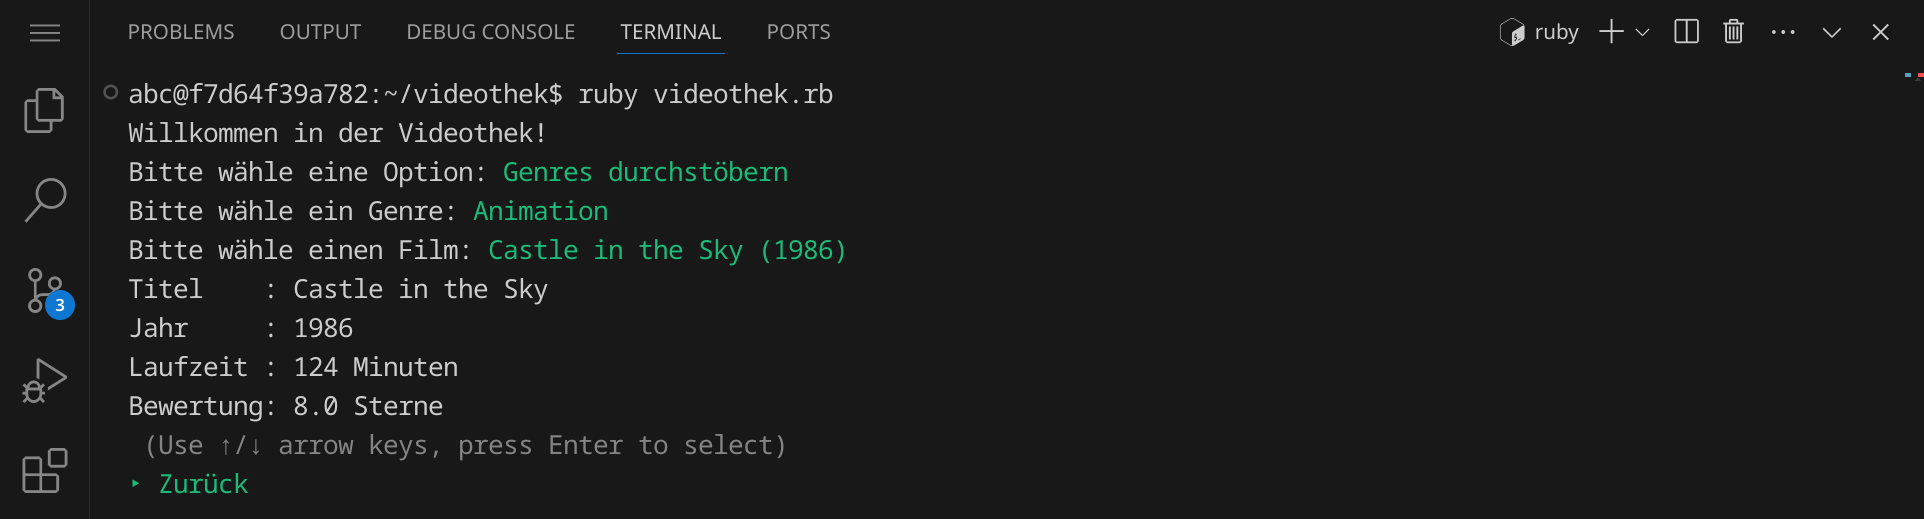 PROBLEMS OUTPUT DEBUG CONSOLE TERMINAL PORTS ruby
abc@f7d64f39a782:~/videothek$ ruby videothek.rb
Willkommen in der Videothek!
Bitte wähle eine Option: Genres durchstöbern
Bitte wähle ein Genre: Animation
Bitte wähle einen Film: Castle in the Sky (1986)
Titel    : Castle in the Sky
Jahr     : 1986
Laufzeit : 124 Minuten
Bewertung: 8.0 Sterne
(Use ↑/↓ arrow keys, press Enter to select)
‣ Zurück
3